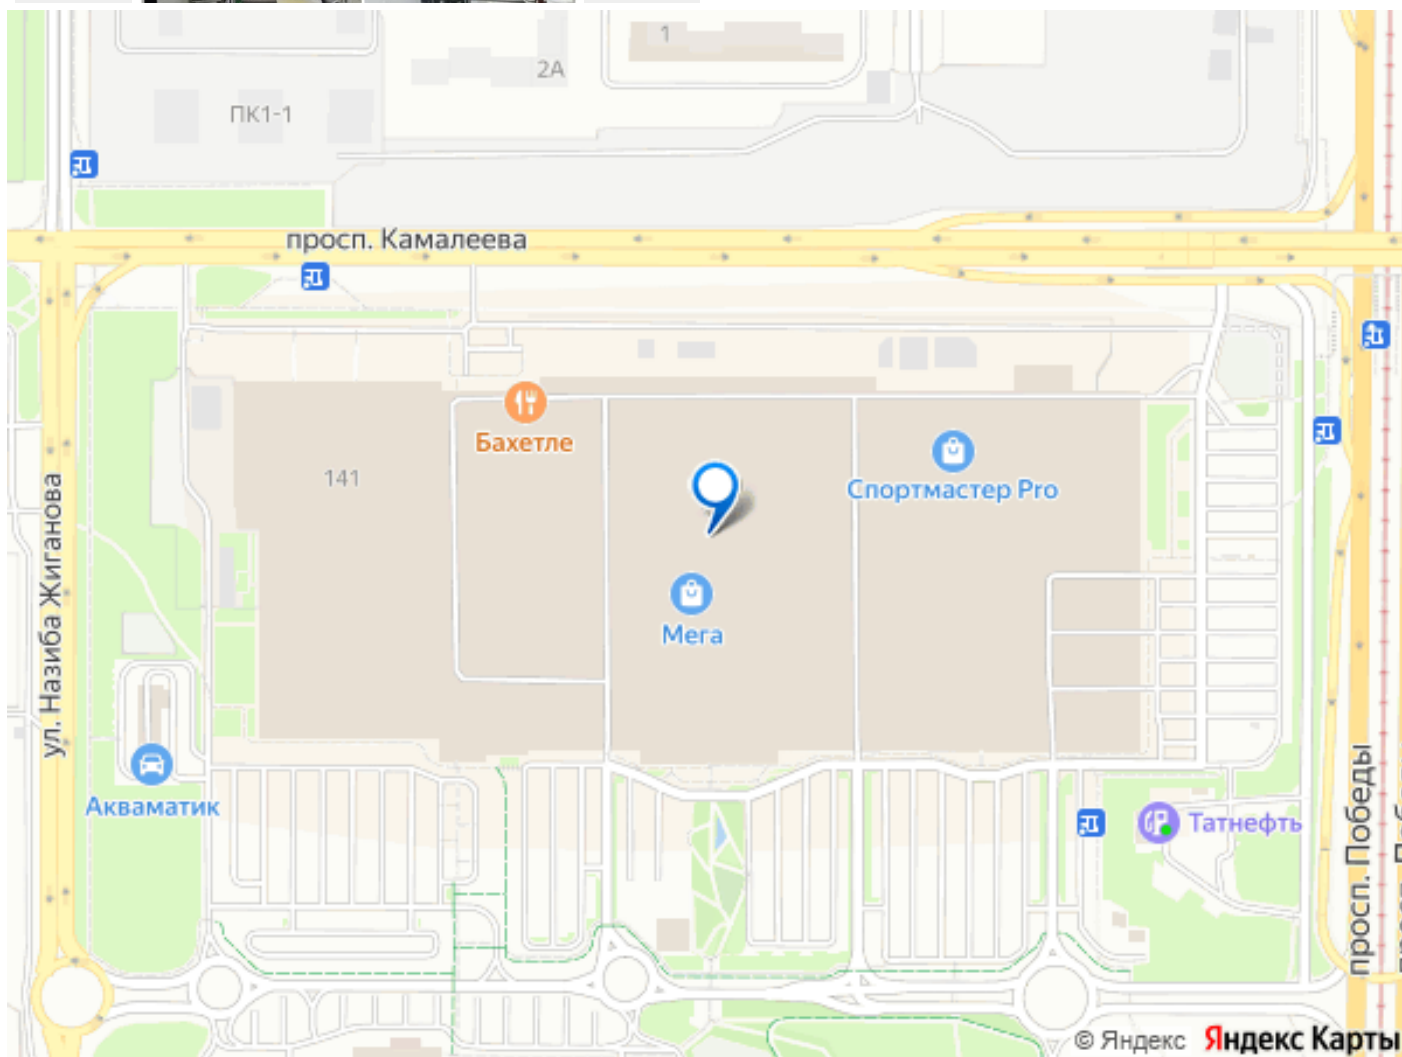 1
2А
ПК1-1
просп. Камалеева
Бахетле
141
Спортмастер Pro
ул. Назиба Жиганова
Мега
Акваматик
Татнефть
просп. Победы
© Яндекс Яндекс Карты